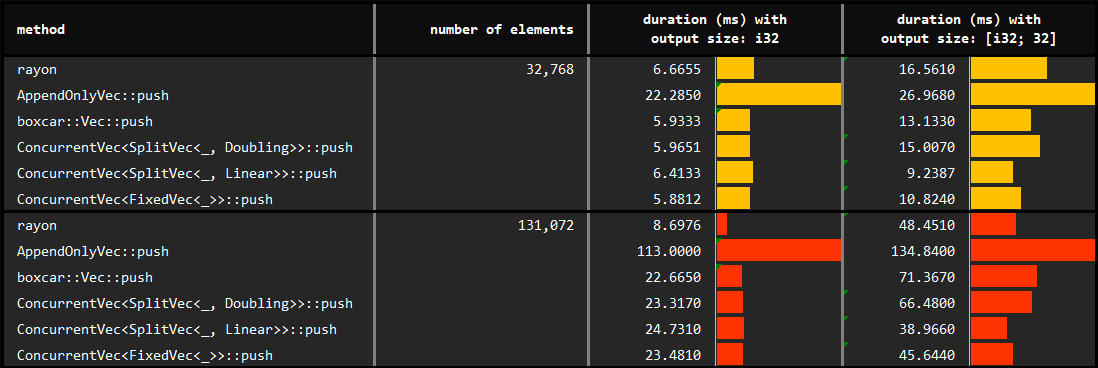 method number of elements duration (ms) with output size: i32 duration (ms) with output size: [i32; 32]
rayon 32,768 6.6655 16.5610
AppendOnlyVec::push 22.2850 26.9680
boxcar::Vec::push 5.9333 13.1330
ConcurrentVec<SplitVec<_, Doubling>>::push 5.9651 15.0070
ConcurrentVec<SplitVec<_, Linear>>::push 6.4133 9.2387
ConcurrentVec<FixedVec<_>>::push 5.8812 10.8240
rayon 131,072 8.6976 48.4510
AppendOnlyVec::push 113.0000 134.8400
boxcar::Vec::push 22.6650 71.3670
ConcurrentVec<SplitVec<_, Doubling>>::push 23.3170 66.4800
ConcurrentVec<SplitVec<_, Linear>>::push 24.7310 38.9660
ConcurrentVec<FixedVec<_>>::push 23.4810 45.6440